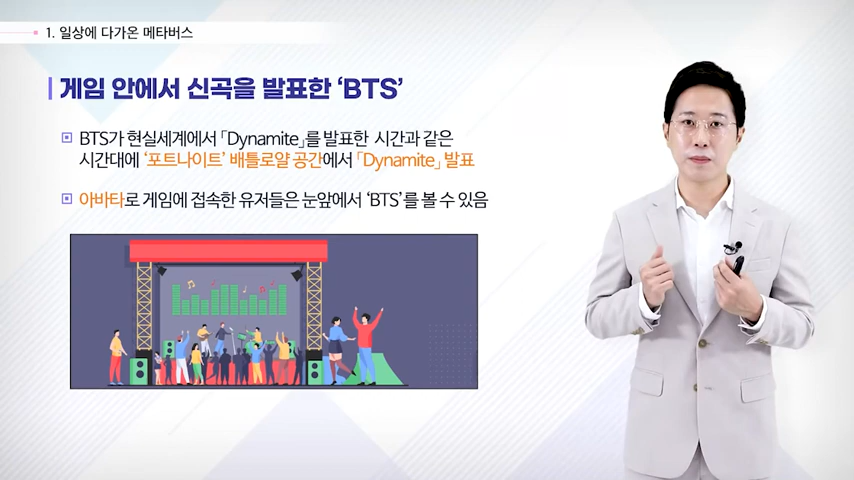 1. 일상에 다가온 메타버스
게임 안에서 신곡을 발표한 ‘BTS’
BTS가 현실세계에서 「Dynamite」를 발표한 시간과 같은
시간대에 ‘포트나이트’ 배틀로얄 공간에서 「Dynamite」 발표
아바타로 게임에 접속한 유저들은 눈앞에서 ‘BTS’를 볼 수 있음